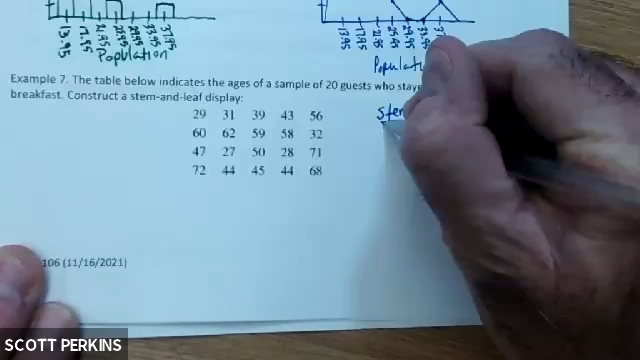 13.95 17.95 21.95 25.95 29.95 33.95 37.95
Population
13.95 17.95 21.95 25.95 29.95 33.95
Populati
Example 7. The table below indicates the ages of a sample of 20 guests who stay
breakfast. Construct a stem-and-leaf display:
29 31 39 43 56
60 62 59 58 32
47 27 50 28 71
72 44 45 44 68
Ste
106 (11/16/2021)
SCOTT PERKINS